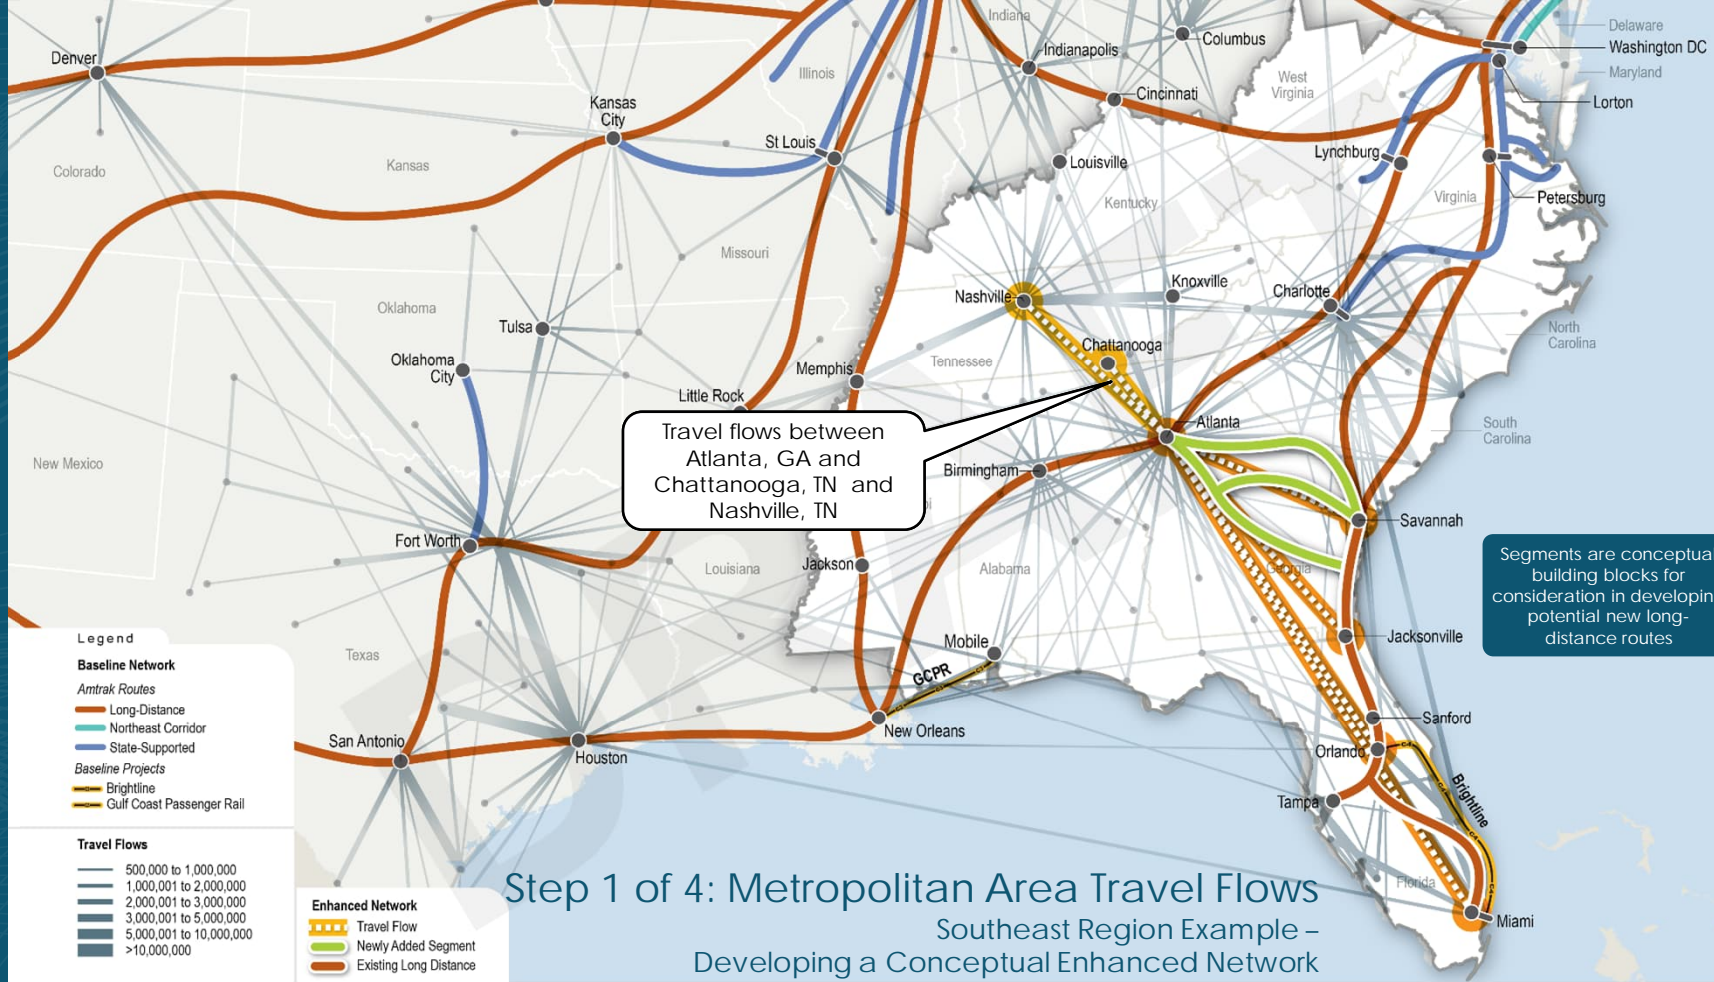 Indiana
Delaware
Columbus
Washington DC
Indianapolis
Denver
Maryland
Illinois
West
Virginia
Cincinnati
Kansas
City
Lorton
St Louis
Lynchburg
Louisville
Kansas
Colorado
Virginia
Petersburg
Kentucky
Missouri
Knoxville
Charlotte
Nashville
Oklahoma
Tulsa
North
Carolina
Chattanooga
Tennessee
Oklahoma
City
Memphis
Little Rock
Atlanta
South
Carolina
Travel flows between
Atlanta, GA and
Chattanooga, TN and
Nashville, TN
New Mexico
Birmingham
pi
Savannah
Fort Worth
Louisiana
Jackson
Alabama
Georgia
Segments are conceptua
building blocks for
consideration in developin
potential new long-
distance routes
Legend
Baseline Network
Amtrak Routes
Long-Distance
Northeast Corridor
State-Supported
Baseline Projects
Brightline
Gulf Coast Passenger Rail
Texas
Mobile
Jacksonville
GCPR
New Orleans
Sanford
San Antonio
Houston
Orlando
Tampa
Brightline
Travel Flows
500,000 to 1,000,000
1,000,001 to 2,000,000
2,000,001 to 3,000,000
3,000,001 to 5,000,000
5,000,001 to 10,000,000
>10,000,000
Enhanced Network
Travel Flow
Newly Added Segment
Existing Long Distance
Florida
Miami
Step 1 of 4: Metropolitan Area Travel Flows
Southeast Region Example –
Developing a Conceptual Enhanced Network